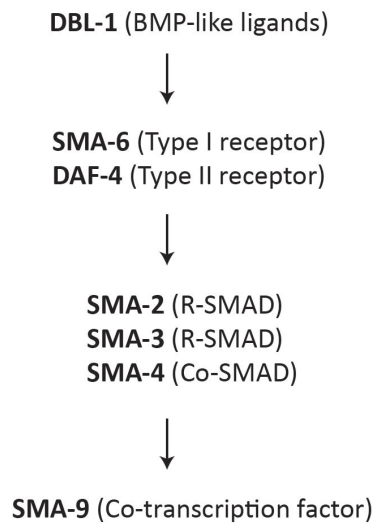 DBL-1 (BMP-like ligands)
SMA-6 (Type I receptor)
DAF-4 (Type II receptor)
SMA-2 (R-SMAD)
SMA-3 (R-SMAD)
SMA-4 (Co-SMAD)
SMA-9 (Co-transcription factor)